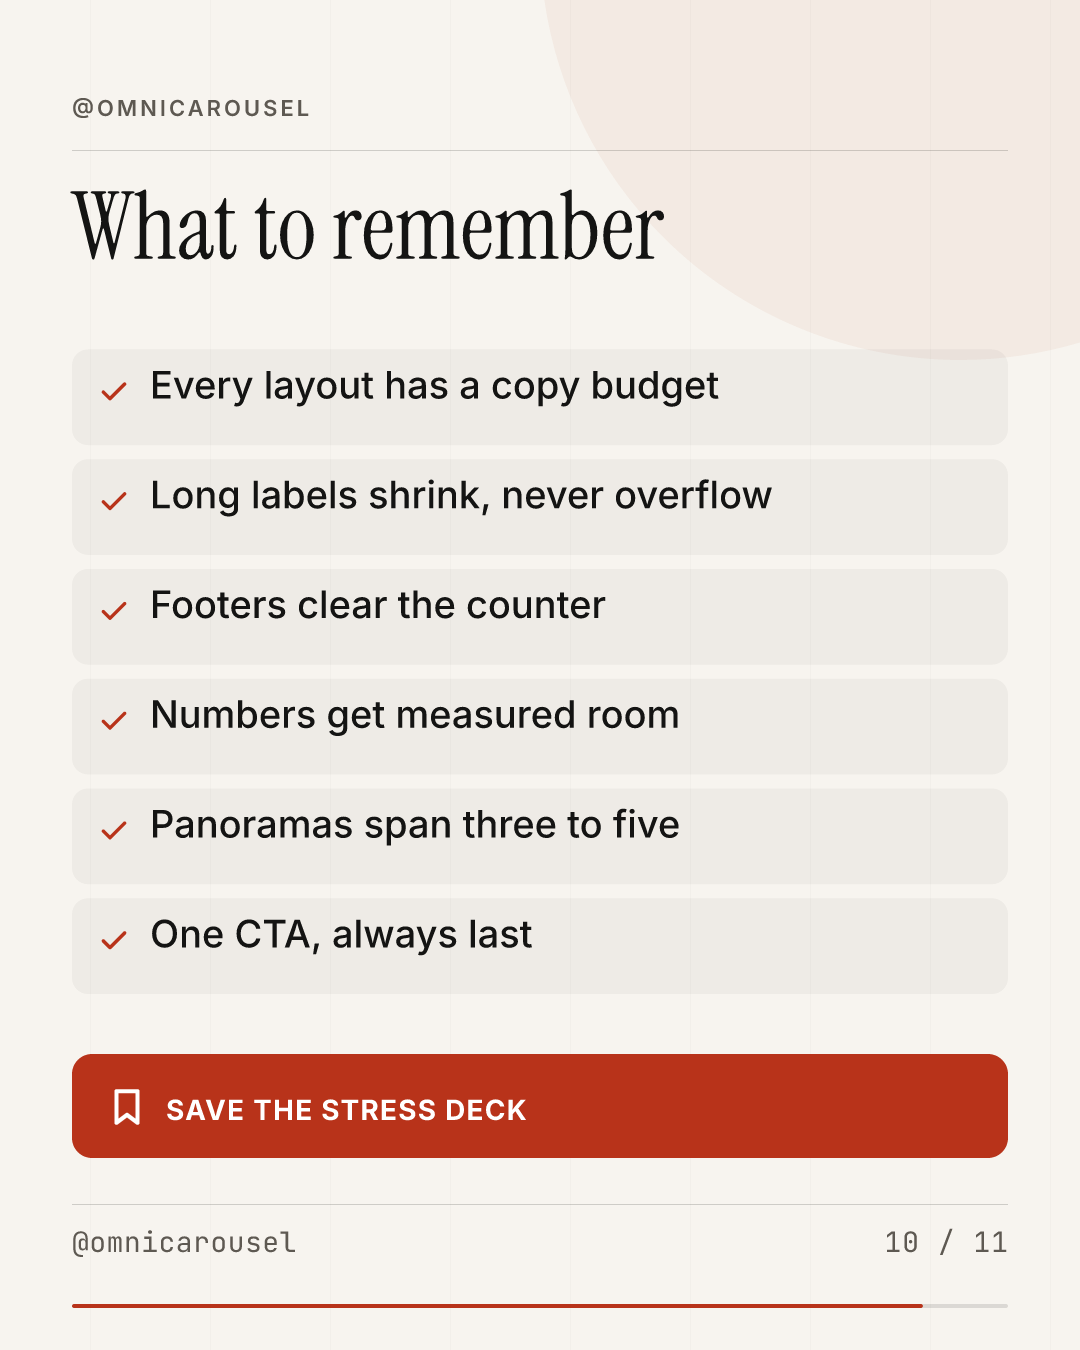 @OMNICAROUSEL
What to remember
Every layout has a copy budget
Long labels shrink, never overflow
Footers clear the counter
Numbers get measured room
Panoramas span three to five
One CTA, always last
SAVE THE STRESS DECK
@omnicarousel
10 / 11